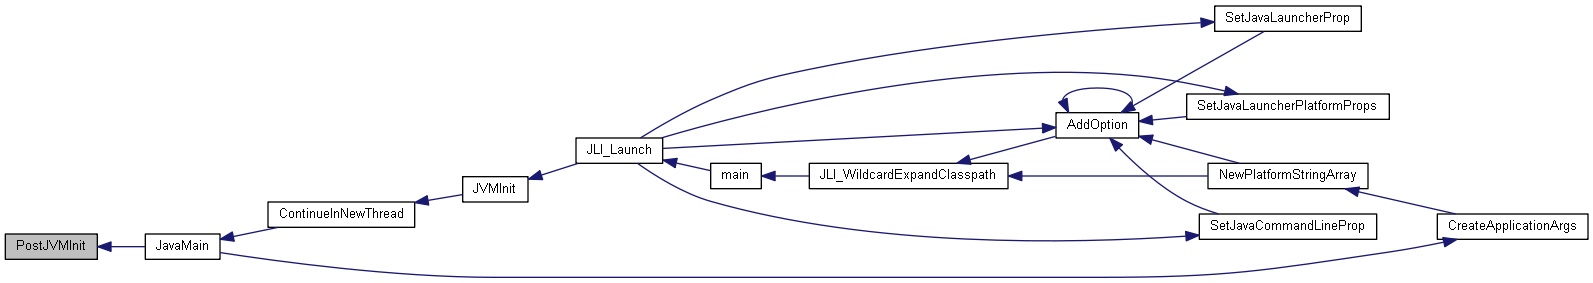 SetJavaLauncherProp
SetJavaLauncherPlatformProps
AddOption
JLI_Launch
main
JLI_WildcardExpandClasspath
NewPlatformStringArray
JVMInit
ContinueInNewThread
SetJavaCommandLineProp
CreateApplicationArgs
PostJVMInit
JavaMain